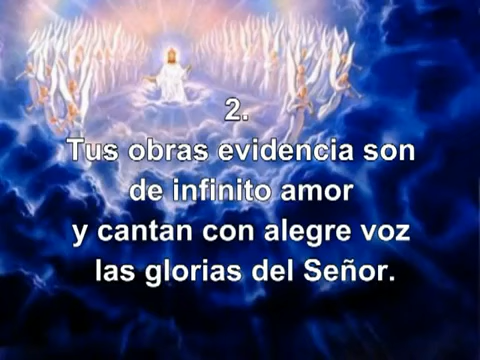 2.
Tus obras evidencia son
de infinito amor
y cantan con alegre voz
las glorias del Señor.